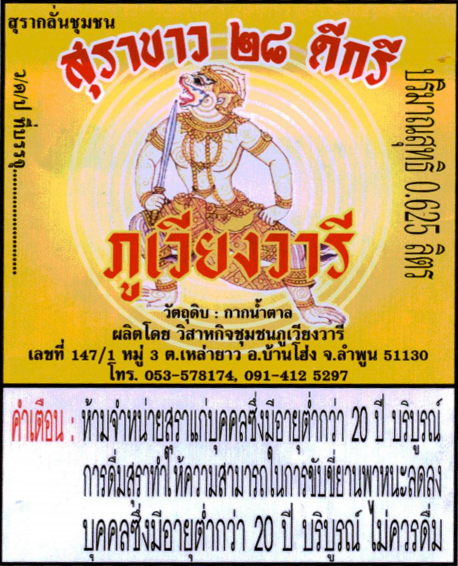 สุรากลั่นชุมชน
สุราขาว ๒๘ ดีกรี
ว/ด/ป ที่บรรจุ........................
ปริมาณสุทธิ 0.625 ลิตร
ภูเวียงวารี
วัตถุดิบ : กากน้ำตาล
ผลิตโดย วิสาหกิจชุมชนภูเวียงวารี
เลขที่ 147/1 หมู่ 3 ต.เหล่ายาว อ.บ้านโฮ่ง จ.ลำพูน 51130
โทร. 053-578174, 091-412 5297
คำเตือน : ห้ามจำหน่ายสุราแก่บุคคลซึ่งมีอายุต่ำกว่า 20 ปี บริบูรณ์
การดื่มสุราทำให้ความสามารถในการขับขี่ยานพาหนะลดลง
บุคคลซึ่งมีอายุต่ำกว่า 20 ปี บริบูรณ์ ไม่ควรดื่ม